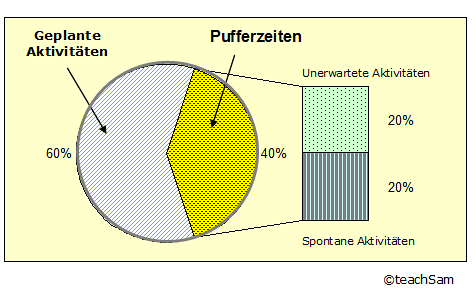 Geplante
Aktivitäten
Pufferzeiten
Unerwartete Aktivitäten
60%
40%
20%
20%
Spontane Aktivitäten
©teachSam